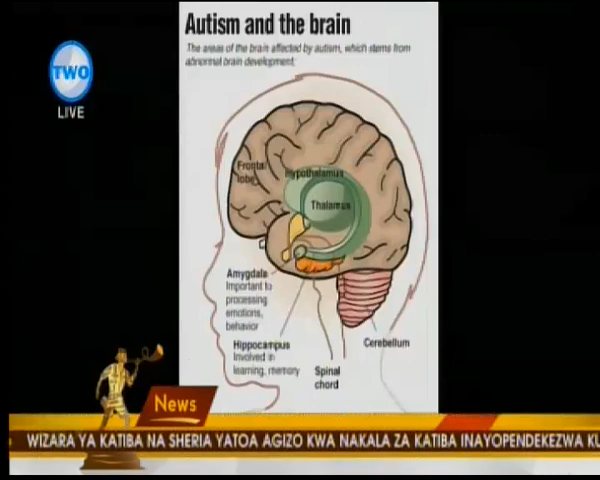 Autism and the brain
The areas of the brain affected by autism, which stems from
abnormal brain development.
TWO
LIVE
Frontal
lobe
Hypothalamus
Thalamus
Amygdala
Important to
processing
emotions,
behavior
Hippocampus
Involved in
learning, memory
Spinal
chord
Cerebellum
News
WIZARA YA KATIBA NA SHERIA YATOA AGIZO KWA NAKALA ZA KATIBA INAYOPENDEKEZWA KU